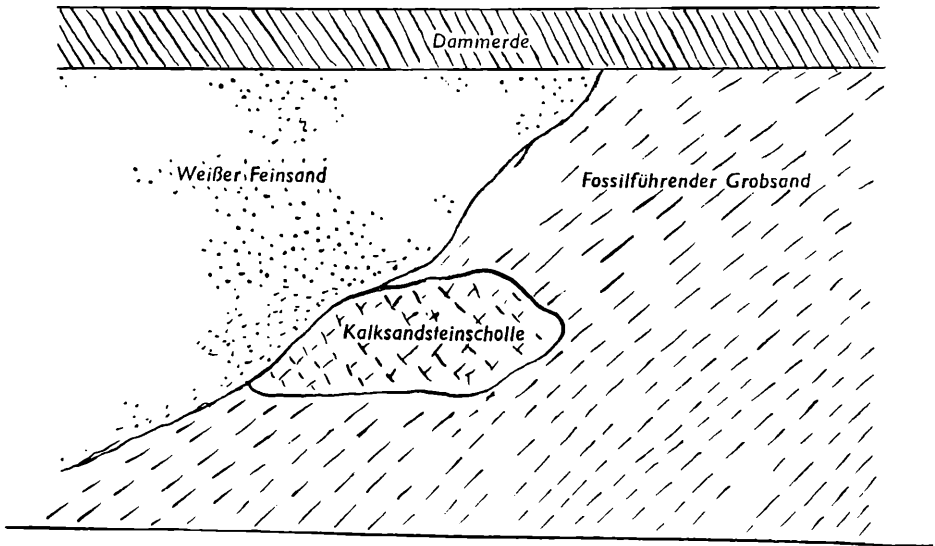 Dammerde
Weißer Feinsand
Fossilführender Grobsand
Kalksandsteinscholle